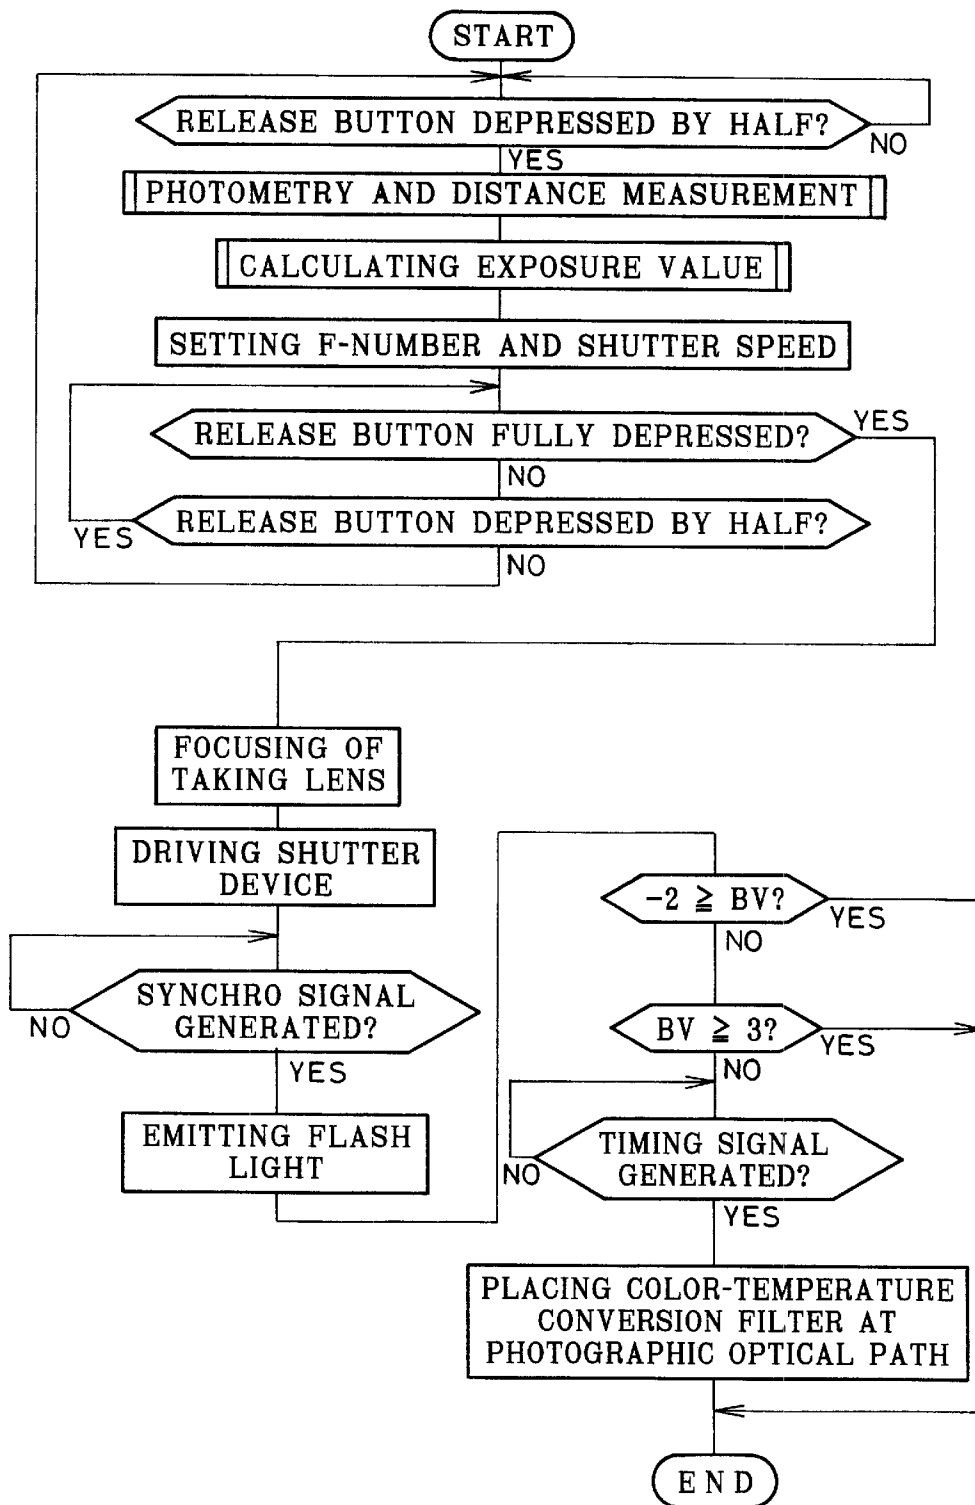 START
RELEASE BUTTON DEPRESSED BY HALF?
NO
YES
PHOTOMETRY AND DISTANCE MEASUREMENT
CALCULATING EXPOSURE VALUE
SETTING F-NUMBER AND SHUTTER SPEED
RELEASE BUTTON FULLY DEPRESSED?
YES
NO
RELEASE BUTTON DEPRESSED BY HALF?
YES
NO
FOCUSING OF
TAKING LENS
DRIVING SHUTTER
DEVICE
SYNCHRO SIGNAL
GENERATED?
NO
YES
EMITTING FLASH
LIGHT
-2 ≧ BV?
YES
NO
BV ≧ 3?
YES
NO
TIMING SIGNAL
GENERATED?
NO
YES
PLACING COLOR-TEMPERATURE
CONVERSION FILTER AT
PHOTOGRAPHIC OPTICAL PATH
END